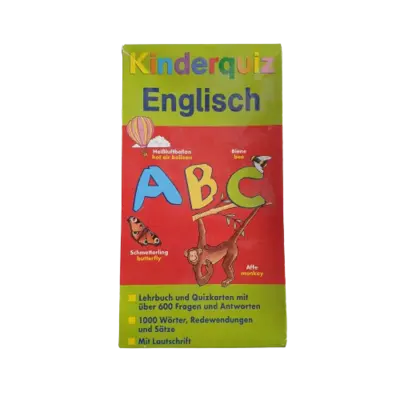 Kinderquiz
Englisch
Heißluftballon
hot air balloon
Biene
bee
ABC
Schmetterling
butterfly
Affe
monkey
Lehrbuch und Quizkarten mit
über 600 Fragen und Antworten
1000 Wörter, Redewendungen
und Sätze
Mit Lautschrift